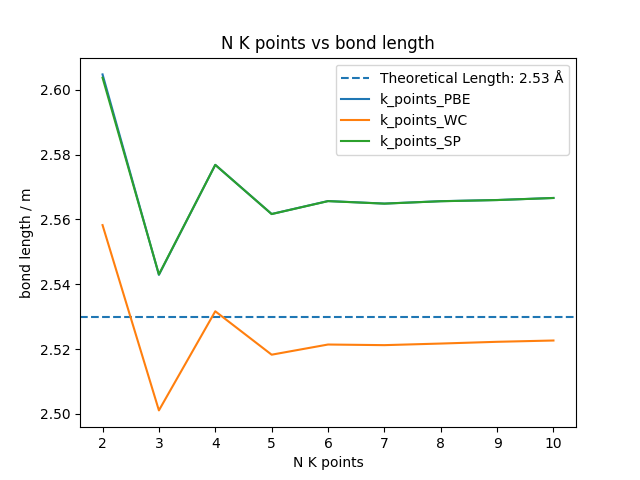 N K points vs bond length
Theoretical Length: 2.53 Å
k_points_PBE
k_points_WC
k_points_SP
bond length / m
2.60
2.58
2.56
2.54
2.52
2.50
2 3 4 5 6 7 8 9 10
N K points